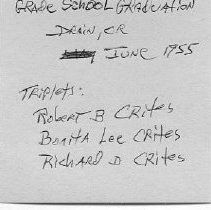 GRADE SCHOOL GRADUATION
DRAIN, OR
JUNE 1955
TRIPLETS:
ROBERT B CRITES
BONITA LEE CRITES
RICHARD D CRITES